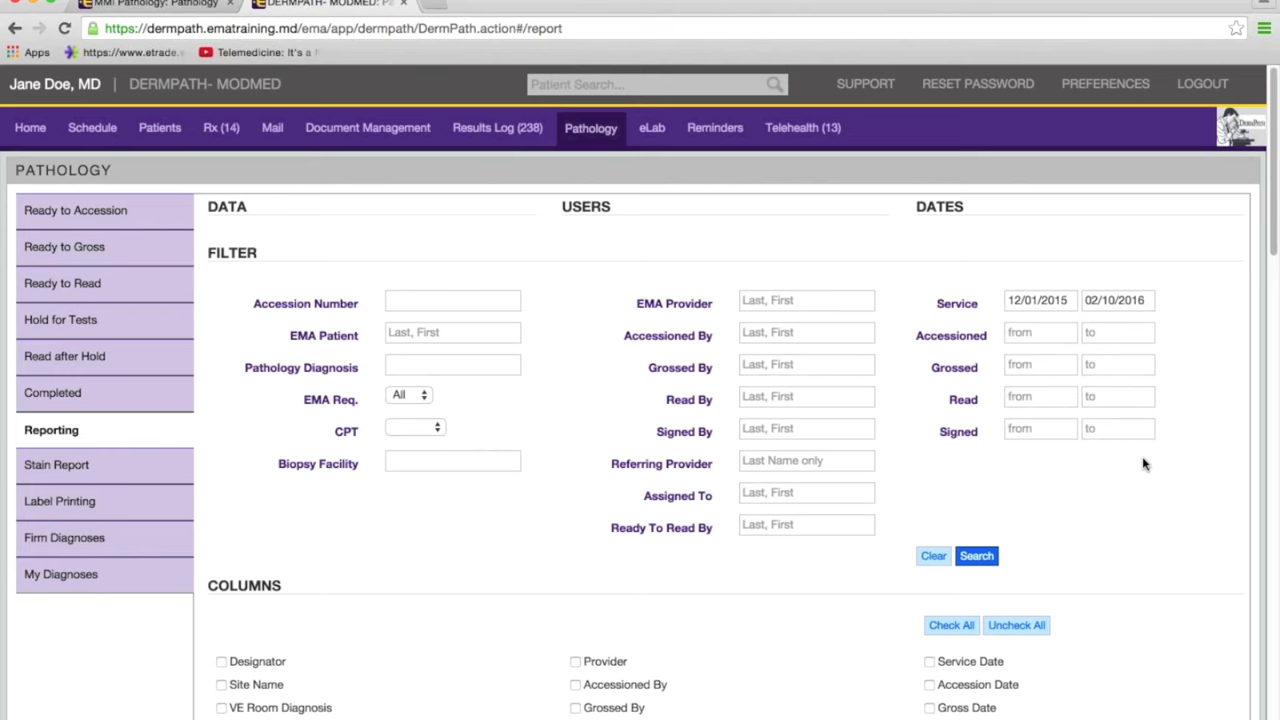 MMI Pathology: Pathology
DERMPATH- MODMED: P
https://dermpath.ematraining.md/ema/app/dermpath/DermPath.action#/report
Apps https://www.etrade. Telemedicine: It's a
Jane Doe, MD | DERMPATH- MODMED Patient Search... SUPPORT RESET PASSWORD PREFERENCES LOGOUT
Home Schedule Patients Rx (14) Mail Document Management Results Log (238) Pathology eLab Reminders Telehealth (13)
PATHOLOGY
Ready to Accession
Ready to Gross
Ready to Read
Hold for Tests
Read after Hold
Completed
Reporting
Stain Report
Label Printing
Firm Diagnoses
My Diagnoses
DATA USERS DATES
FILTER
Accession Number EMA Provider Last, First Service 12/01/2015 02/10/2016
EMA Patient Last, First Accessioned By Last, First Accessioned from to
Pathology Diagnosis Grossed By Last, First Grossed from to
EMA Req. All Read By Last, First Read from to
CPT Signed By Last, First Signed from to
Biopsy Facility Referring Provider Last Name only
Assigned To Last, First
Ready To Read By Last, First
Clear Search
COLUMNS
Check All Uncheck All
Designator Provider Service Date
Site Name Accessioned By Accession Date
VE Room Diagnosis Grossed By Gross Date